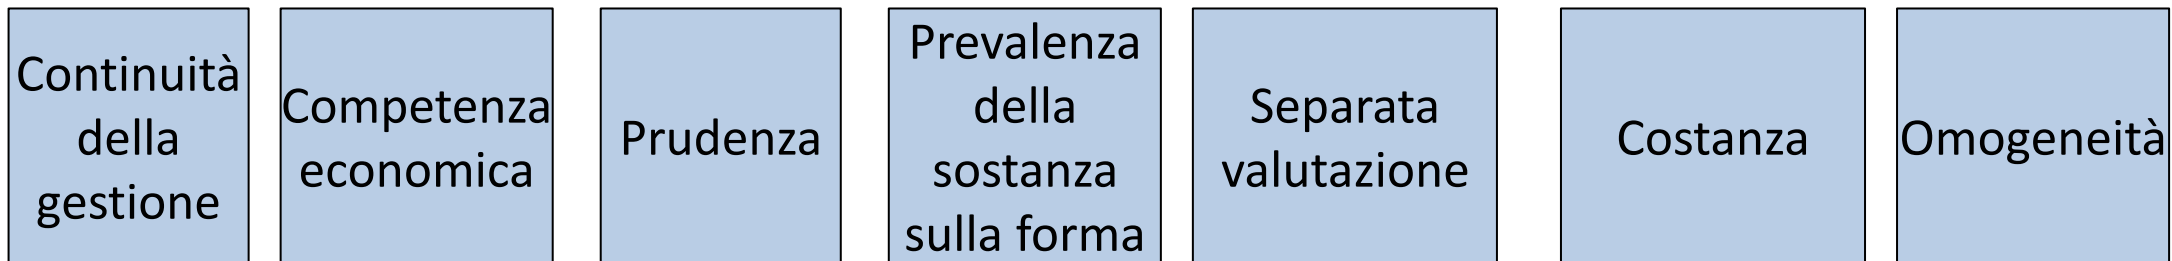 Continuità
della
gestione
Competenza
economica
Prudenza
Prevalenza
della
sostanza
sulla forma
Separata
valutazione
Costanza
Omogeneità